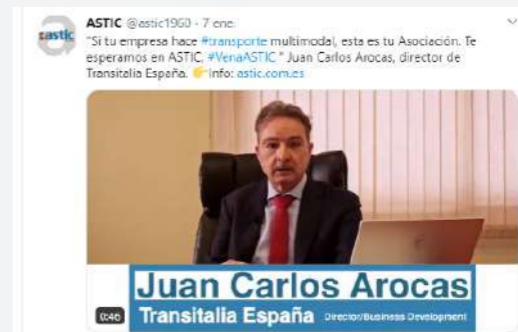 astic
ASTIC @astic1960 · 7 ene.
"Si tu empresa hace #transporte multimodal, esta es tu Asociación. Te
esperamos en ASTIC, #VenaASTIC " Juan Carlos Arocas, director de
Transitalia España. 👉Info: astic.com.es
Juan Carlos Arocas
0:46
Transitalia España Director/Business Development